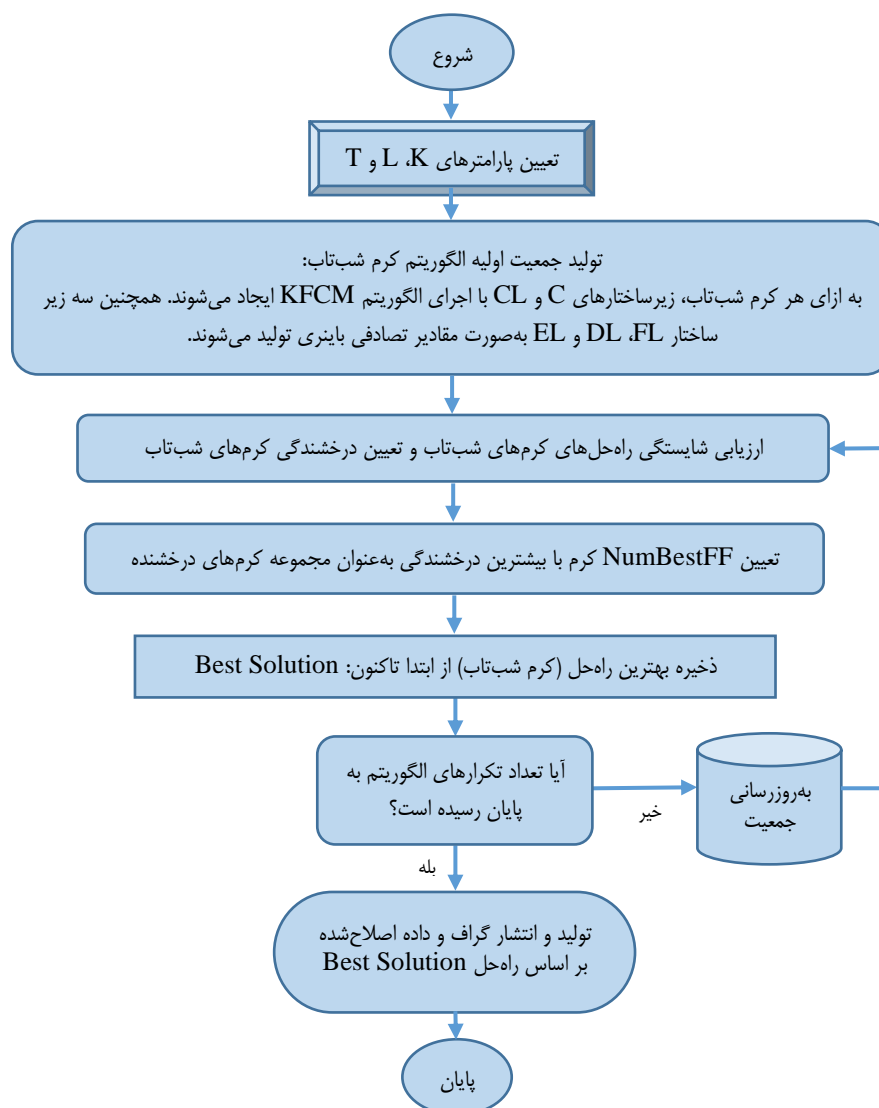 شروع
تعیین پارامترهای K، L و T
تولید جمعیت اولیه الگوریتم کرم شب‌تاب:
به ازای هر کرم شب‌تاب، زیرساختارهای C و CL با اجرای الگوریتم KFCM ایجاد می‌شوند. همچنین سه زیر
ساختار FL، DL و EL به‌صورت مقادیر تصادفی باینری تولید می‌شوند.
ارزیابی شایستگی راه‌حل‌های کرم‌های شب‌تاب و تعیین درخشندگی کرم‌های شب‌تاب
تعیین NumBestFF کرم با بیشترین درخشندگی به‌عنوان مجموعه کرم‌های درخشنده
ذخیره بهترین راه‌حل (کرم شب‌تاب) از ابتدا تاکنون: Best Solution
آیا تعداد تکرارهای الگوریتم به
پایان رسیده است؟
خیر
به‌روزرسانی
جمعیت
بله
تولید و انتشار گراف و داده اصلاح‌شده
بر اساس راه‌حل Best Solution
پایان